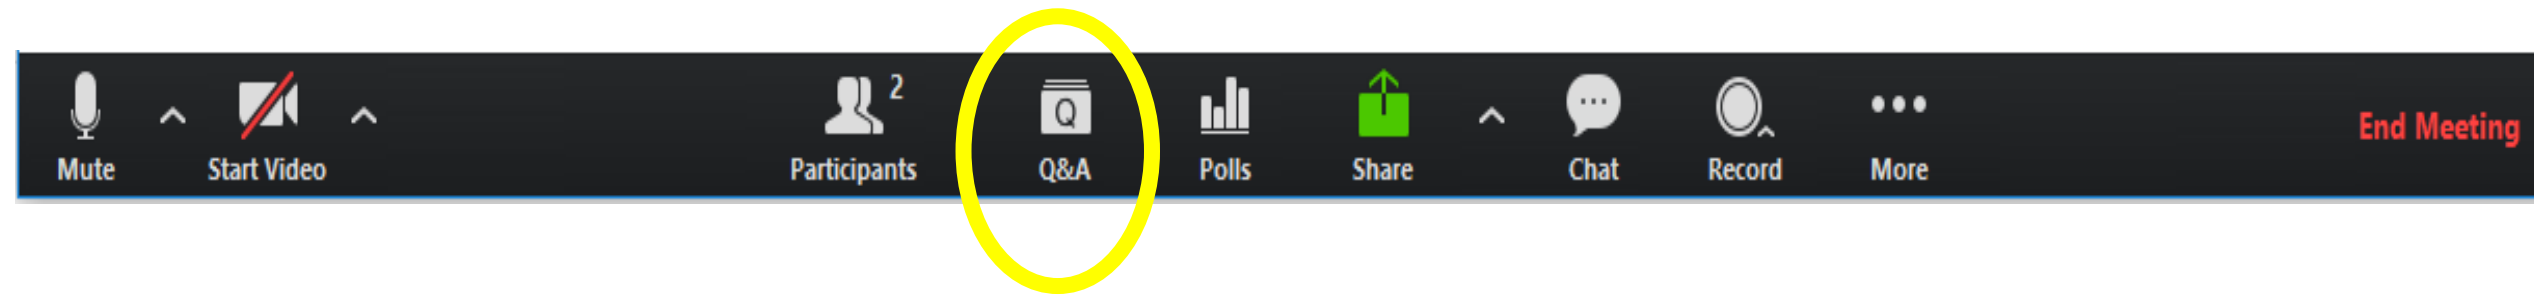 Mute
Start Video
Participants
2
Q
Q&A
Polls
Share
Chat
Record
More
End Meeting